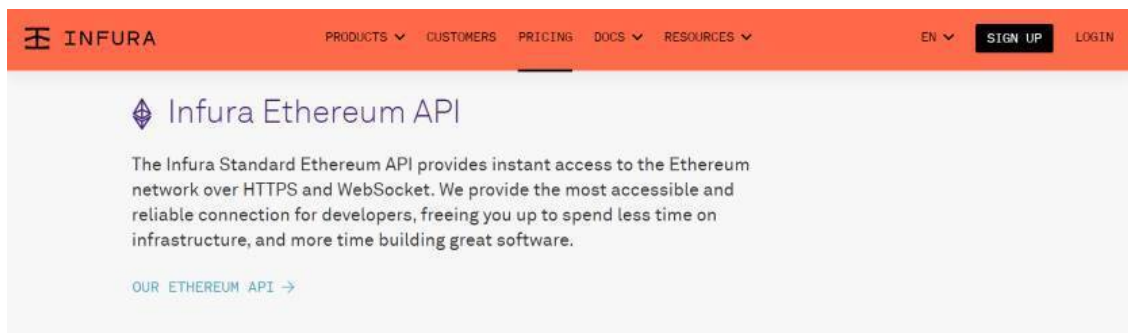 INFURA PRODUCTS CUSTOMERS PRICING DOCS RESOURCES EN SIGN UP LOGIN
Infura Ethereum API
The Infura Standard Ethereum API provides instant access to the Ethereum
network over HTTPS and WebSocket. We provide the most accessible and
reliable connection for developers, freeing you up to spend less time on
infrastructure, and more time building great software.
OUR ETHEREUM API →